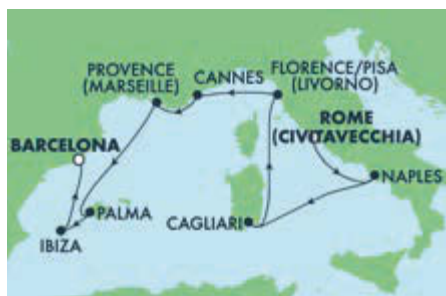 PROVENCE
(MARSEILLE)
CANNES
FLORENCE/PISA
(LIVORNO)
BARCELONA
ROME
(CIVITAVECCHIA)
NAPLES
PALMA
CAGLIARI
IBIZA